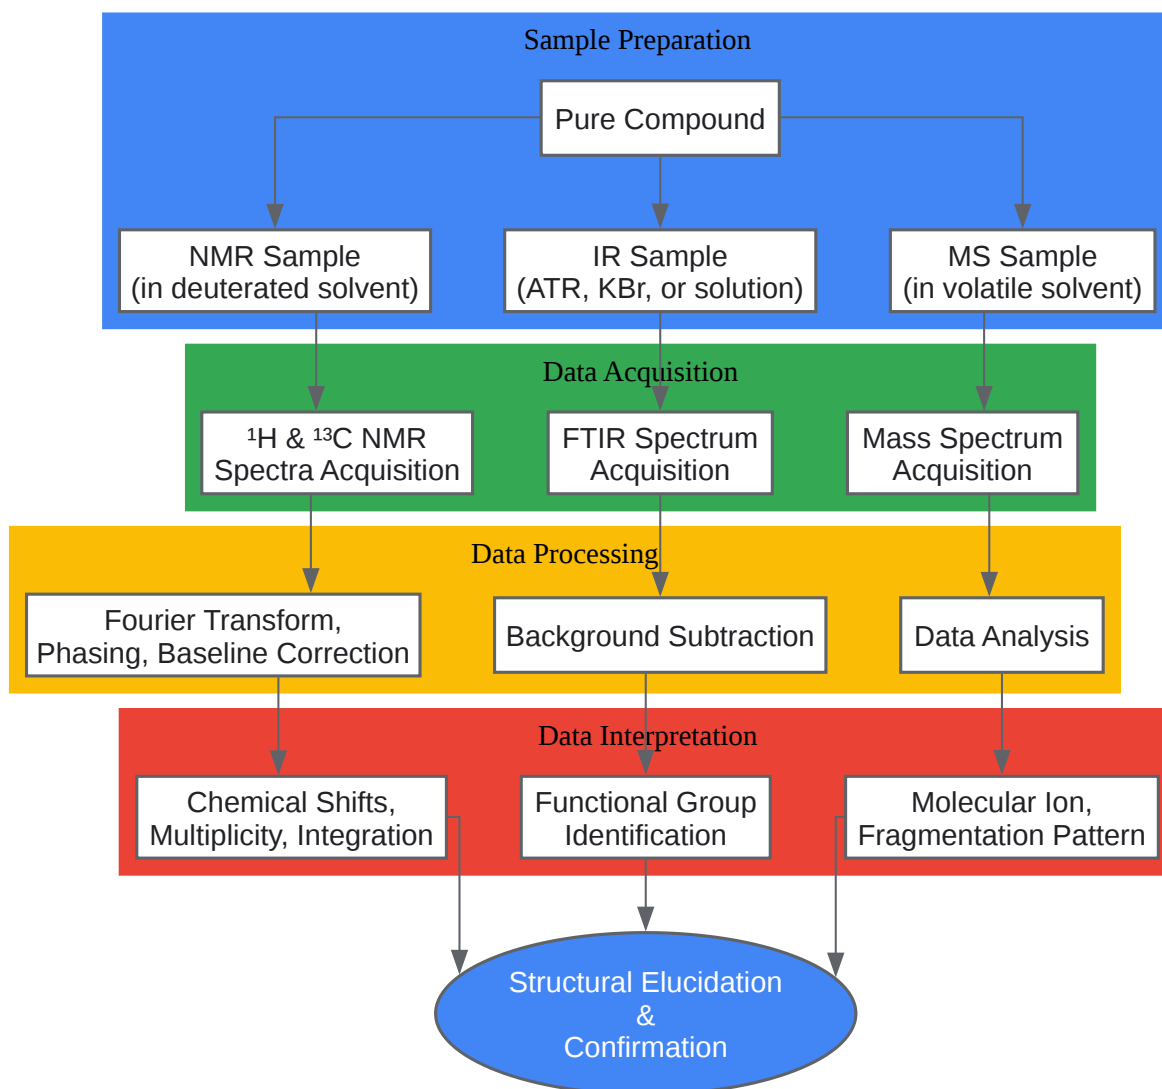 Sample Preparation
Pure Compound
NMR Sample
(in deuterated solvent)
IR Sample
(ATR, KBr, or solution)
MS Sample
(in volatile solvent)
Data Acquisition
¹H & ¹³C NMR
Spectra Acquisition
FTIR Spectrum
Acquisition
Mass Spectrum
Acquisition
Data Processing
Fourier Transform,
Phasing, Baseline Correction
Background Subtraction
Data Analysis
Data Interpretation
Chemical Shifts,
Multiplicity, Integration
Functional Group
Identification
Molecular Ion,
Fragmentation Pattern
Structural Elucidation
&
Confirmation